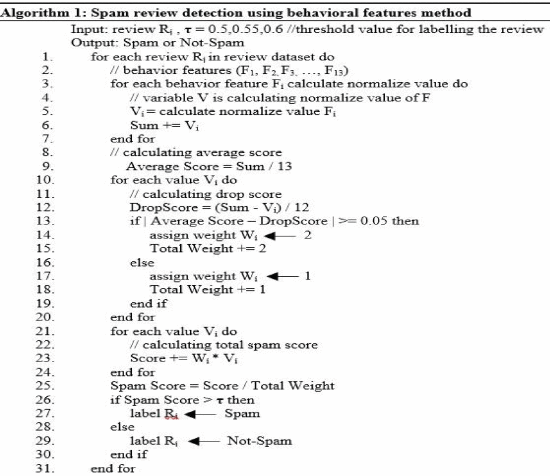 Algorithm 1: Spam review detection using behavioral features method
Input: review Ri , τ = 0.5,0.55,0.6 //threshold value for labelling the review
Output: Spam or Not-Spam
1. for each review Ri in review dataset do
2. // behavior features (F1, F2, F3, …, F13)
3. for each behavior feature Fi calculate normalize value do
4. // variable V is calculating normalize value of F
5. Vi = calculate normalize value Fi
6. Sum += Vi
7. end for
8. // calculating average score
9. Average Score = Sum / 13
10. for each value Vi do
11. // calculating drop score
12. DropScore = (Sum - Vi) / 12
13. if | Average Score – DropScore | >= 0.05 then
14. assign weight Wi ← 2
15. Total Weight += 2
16. else
17. assign weight Wi ← 1
18. Total Weight += 1
19. end if
20. end for
21. for each value Vi do
22. // calculating total spam score
23. Score += Wi * Vi
24. end for
25. Spam Score = Score / Total Weight
26. if Spam Score > τ then
27. label Ri ← Spam
28. else
29. label Ri ← Not-Spam
30. end if
31. end for